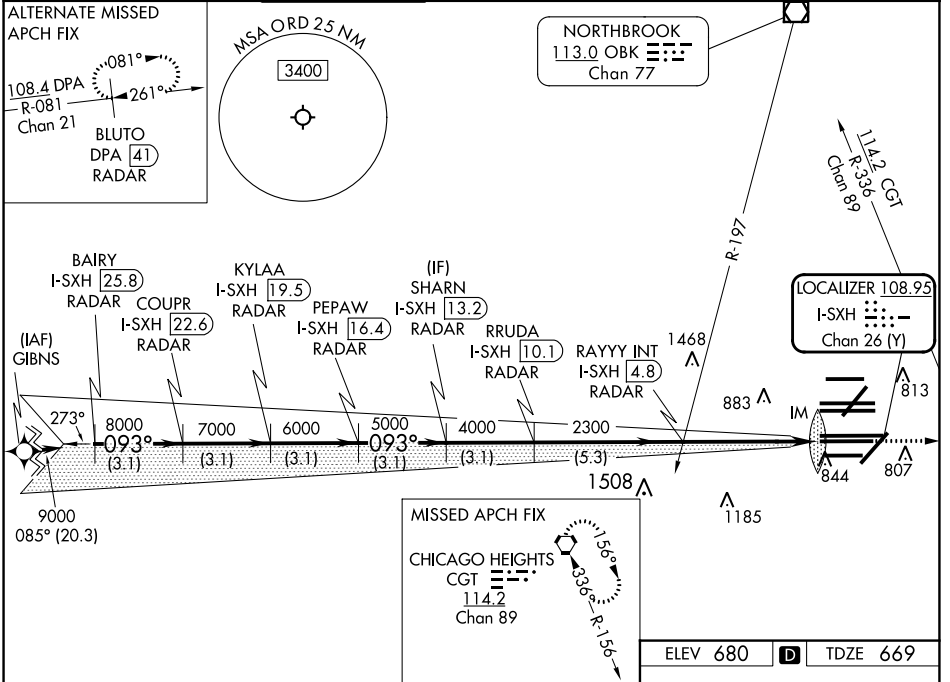 ALTERNATE MISSED
APCH FIX
081°
108.4 DPA
R-081
Chan 21
261°
BLUTO
DPA 41
RADAR
MSA ORD 25 NM
3400
NORTHBROOK
113.0 OBK
Chan 77
114.2 CGT
R-336
Chan 89
R-197
LOCALIZER 108.95
I-SXH
Chan 26 (Y)
(IAF)
GIBNS
BAIRY
I-SXH 25.8
RADAR
COUPR
I-SXH 22.6
RADAR
KYLAA
I-SXH 19.5
RADAR
PEPAW
I-SXH 16.4
RADAR
(IF)
SHARN
I-SXH 13.2
RADAR
RRUDA
I-SXH 10.1
RADAR
RAYYY INT
I-SXH 4.8
RADAR
1468
883
IM
813
844
807
1508
1185
273°
8000
7000
6000
5000
4000
2300
093°
093°
(3.1)
(3.1)
(3.1)
(3.1)
(3.1)
(5.3)
9000
085° (20.3)
MISSED APCH FIX
CHICAGO HEIGHTS
CGT
114.2
Chan 89
156°
336°
R-156
ELEV 680
D
TDZE 669